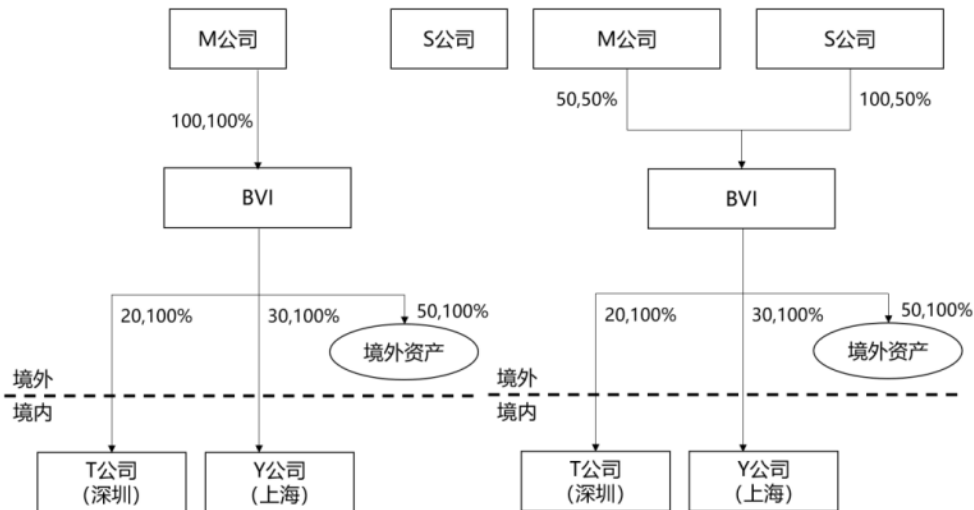 M公司
S公司
M公司
S公司
100,100%
50,50%
100,50%
BVI
BVI
20,100%
30,100%
50,100%
20,100%
30,100%
50,100%
境外资产
境外资产
境外
境外
境内
境内
T公司
(深圳)
Y公司
(上海)
T公司
(深圳)
Y公司
(上海)